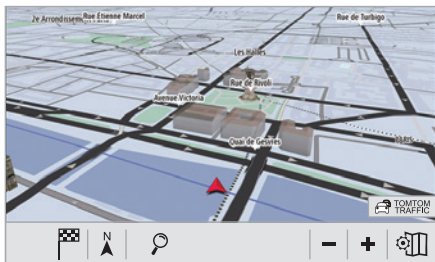 2e Arrondissement
Rue Étienne Marcel
Rue de Turbigo
Les Halles
Rue de Rivoli
Avenue Victoria
Quai de Gesvres
TOMTOM
TRAFFIC
N